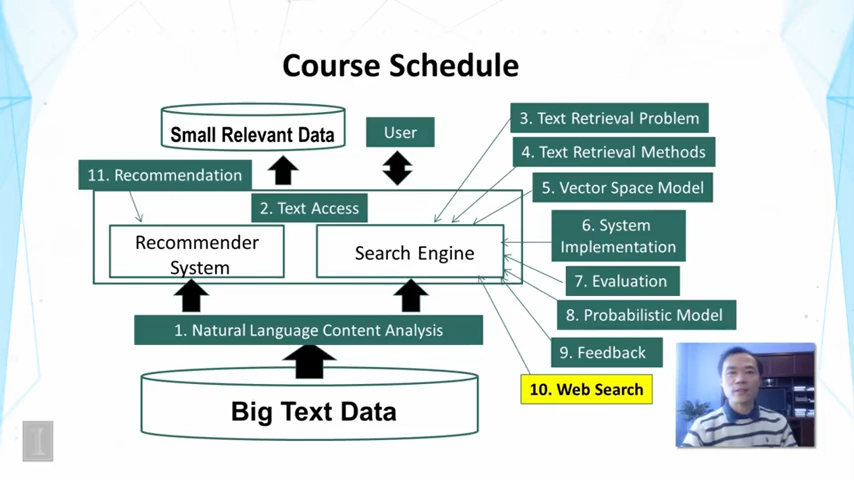 Course Schedule
Small Relevant Data
User
3. Text Retrieval Problem
4. Text Retrieval Methods
11. Recommendation
5. Vector Space Model
2. Text Access
6. System
Implementation
Recommender
System
Search Engine
7. Evaluation
8. Probabilistic Model
1. Natural Language Content Analysis
9. Feedback
10. Web Search
Big Text Data
I